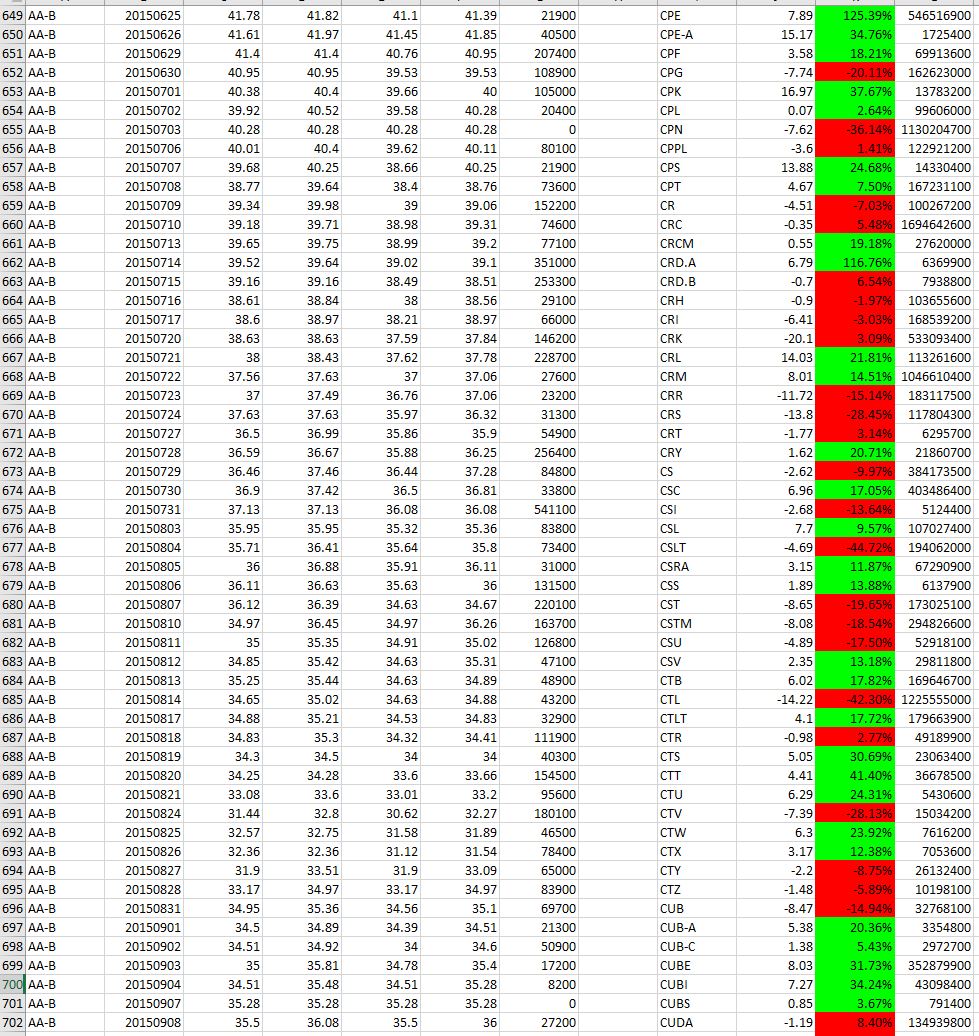 649 AA-B 20150625 41.78 41.82 41.1 41.39 21900 CPE 7.89 125.39% 546516900
650 AA-B 20150626 41.61 41.97 41.45 41.85 40500 CPE-A 15.17 34.76% 1725400
651 AA-B 20150629 41.4 41.4 40.76 40.95 207400 CPF 3.58 18.21% 69913600
652 AA-B 20150630 40.95 40.95 39.53 39.53 108900 CPG -7.74 -20.11% 162623000
653 AA-B 20150701 40.38 40.4 39.66 40 105000 CPK 16.97 37.67% 13783200
654 AA-B 20150702 39.92 40.52 39.58 40.28 20400 CPL 0.07 2.64% 99606000
655 AA-B 20150703 40.28 40.28 40.28 40.28 0 CPN -7.62 -36.14% 1130204700
656 AA-B 20150706 40.01 40.4 39.62 40.11 80100 CPPL -3.6 1.41% 122921200
657 AA-B 20150707 39.68 40.25 38.66 40.25 21900 CPS 13.88 24.68% 14330400
658 AA-B 20150708 38.77 39.64 38.4 38.76 73600 CPT 4.67 7.50% 167231100
659 AA-B 20150709 39.34 39.98 39 39.06 152200 CR -4.51 -7.03% 100267200
660 AA-B 20150710 39.18 39.71 38.98 39.31 74600 CRC -0.35 5.48% 1694642600
661 AA-B 20150713 39.65 39.75 38.99 39.2 77100 CRCM 0.55 19.18% 27620000
662 AA-B 20150714 39.52 39.64 39.02 39.1 351000 CRD.A 6.79 116.76% 6369900
663 AA-B 20150715 39.16 39.16 38.49 38.51 253300 CRD.B -0.7 6.54% 7938800
664 AA-B 20150716 38.61 38.84 38 38.56 29100 CRH -0.9 -1.97% 103655600
665 AA-B 20150717 38.6 38.97 38.21 38.97 66000 CRI -6.41 -3.03% 168539200
666 AA-B 20150720 38.63 38.63 37.59 37.84 146200 CRK -20.1 3.09% 533093400
667 AA-B 20150721 38 38.43 37.62 37.78 228700 CRL 14.03 21.81% 113261600
668 AA-B 20150722 37.56 37.63 37 37.06 27600 CRM 8.01 14.51% 1046610400
669 AA-B 20150723 37 37.49 36.76 37.06 23200 CRR -11.72 -15.14% 183117500
670 AA-B 20150724 37.63 37.63 35.97 36.32 31300 CRS -13.8 -28.45% 117804300
671 AA-B 20150727 36.5 36.99 35.86 35.9 54900 CRT -1.77 3.14% 6295700
672 AA-B 20150728 36.59 36.67 35.88 36.25 256400 CRY 1.62 20.71% 21860700
673 AA-B 20150729 36.46 37.46 36.44 37.28 84800 CS -2.62 -9.97% 384173500
674 AA-B 20150730 36.9 37.42 36.5 36.81 33800 CSC 6.96 17.05% 403486400
675 AA-B 20150731 37.13 37.13 36.08 36.08 541100 CSI -2.68 -13.64% 5124400
676 AA-B 20150803 35.95 35.95 35.32 35.36 83800 CSL 7.7 9.57% 107027400
677 AA-B 20150804 35.71 36.41 35.64 35.8 73400 CSLT -4.69 -44.72% 194062000
678 AA-B 20150805 36 36.88 35.91 36.11 31000 CSRA 3.15 11.87% 67290900
679 AA-B 20150806 36.11 36.63 35.63 36 131500 CSS 1.89 13.88% 6137900
680 AA-B 20150807 36.12 36.39 34.63 34.67 220100 CST -8.65 -19.65% 173025100
681 AA-B 20150810 34.97 36.45 34.97 36.26 163700 CSTM -8.08 -18.54% 294826600
682 AA-B 20150811 35 35.35 34.91 35.02 126800 CSU -4.89 -17.50% 52918100
683 AA-B 20150812 34.85 35.42 34.63 35.31 47100 CSV 2.35 13.18% 29811800
684 AA-B 20150813 35.25 35.44 34.63 34.89 48900 CTB 6.02 17.82% 169646700
685 AA-B 20150814 34.65 35.02 34.63 34.88 43200 CTL -14.22 -42.30% 1225555000
686 AA-B 20150817 34.88 35.21 34.53 34.83 32900 CTLT 4.1 17.72% 179663900
687 AA-B 20150818 34.83 35.3 34.32 34.41 111900 CTR -0.98 2.77% 49189900
688 AA-B 20150819 34.3 34.5 34 34 40300 CTS 5.05 30.69% 23063400
689 AA-B 20150820 34.25 34.28 33.6 33.66 154500 CTT 4.41 41.40% 36678500
690 AA-B 20150821 33.08 33.6 33.01 33.2 95600 CTU 6.29 24.31% 5430600
691 AA-B 20150824 31.44 32.8 30.62 32.27 180100 CTV -7.39 -28.13% 15034200
692 AA-B 20150825 32.57 32.75 31.58 31.89 46500 CTW 6.3 23.92% 7616200
693 AA-B 20150826 32.36 32.36 31.12 31.54 78400 CTX 3.17 12.38% 7053600
694 AA-B 20150827 31.9 33.51 31.9 33.09 65000 CTY -2.2 -8.75% 26132400
695 AA-B 20150828 33.17 34.97 33.17 34.97 83900 CTZ -1.48 -5.89% 10198100
696 AA-B 20150831 34.95 35.36 34.56 35.1 69700 CUB -8.47 -14.94% 32768100
697 AA-B 20150901 34.5 34.89 34.39 34.51 21300 CUB-A 5.38 20.36% 3354800
698 AA-B 20150902 34.51 34.92 34 34.6 50900 CUB-C 1.38 5.43% 2972700
699 AA-B 20150903 35 35.81 34.78 35.4 17200 CUBE 8.03 31.73% 352879900
700 AA-B 20150904 34.51 35.48 34.51 35.28 8200 CUBI 7.27 34.24% 43098400
701 AA-B 20150907 35.28 35.28 35.28 35.28 0 CUBS 0.85 3.67% 791400
702 AA-B 20150908 35.5 36.08 35.5 36 27200 CUDA -1.19 8.40% 134939800